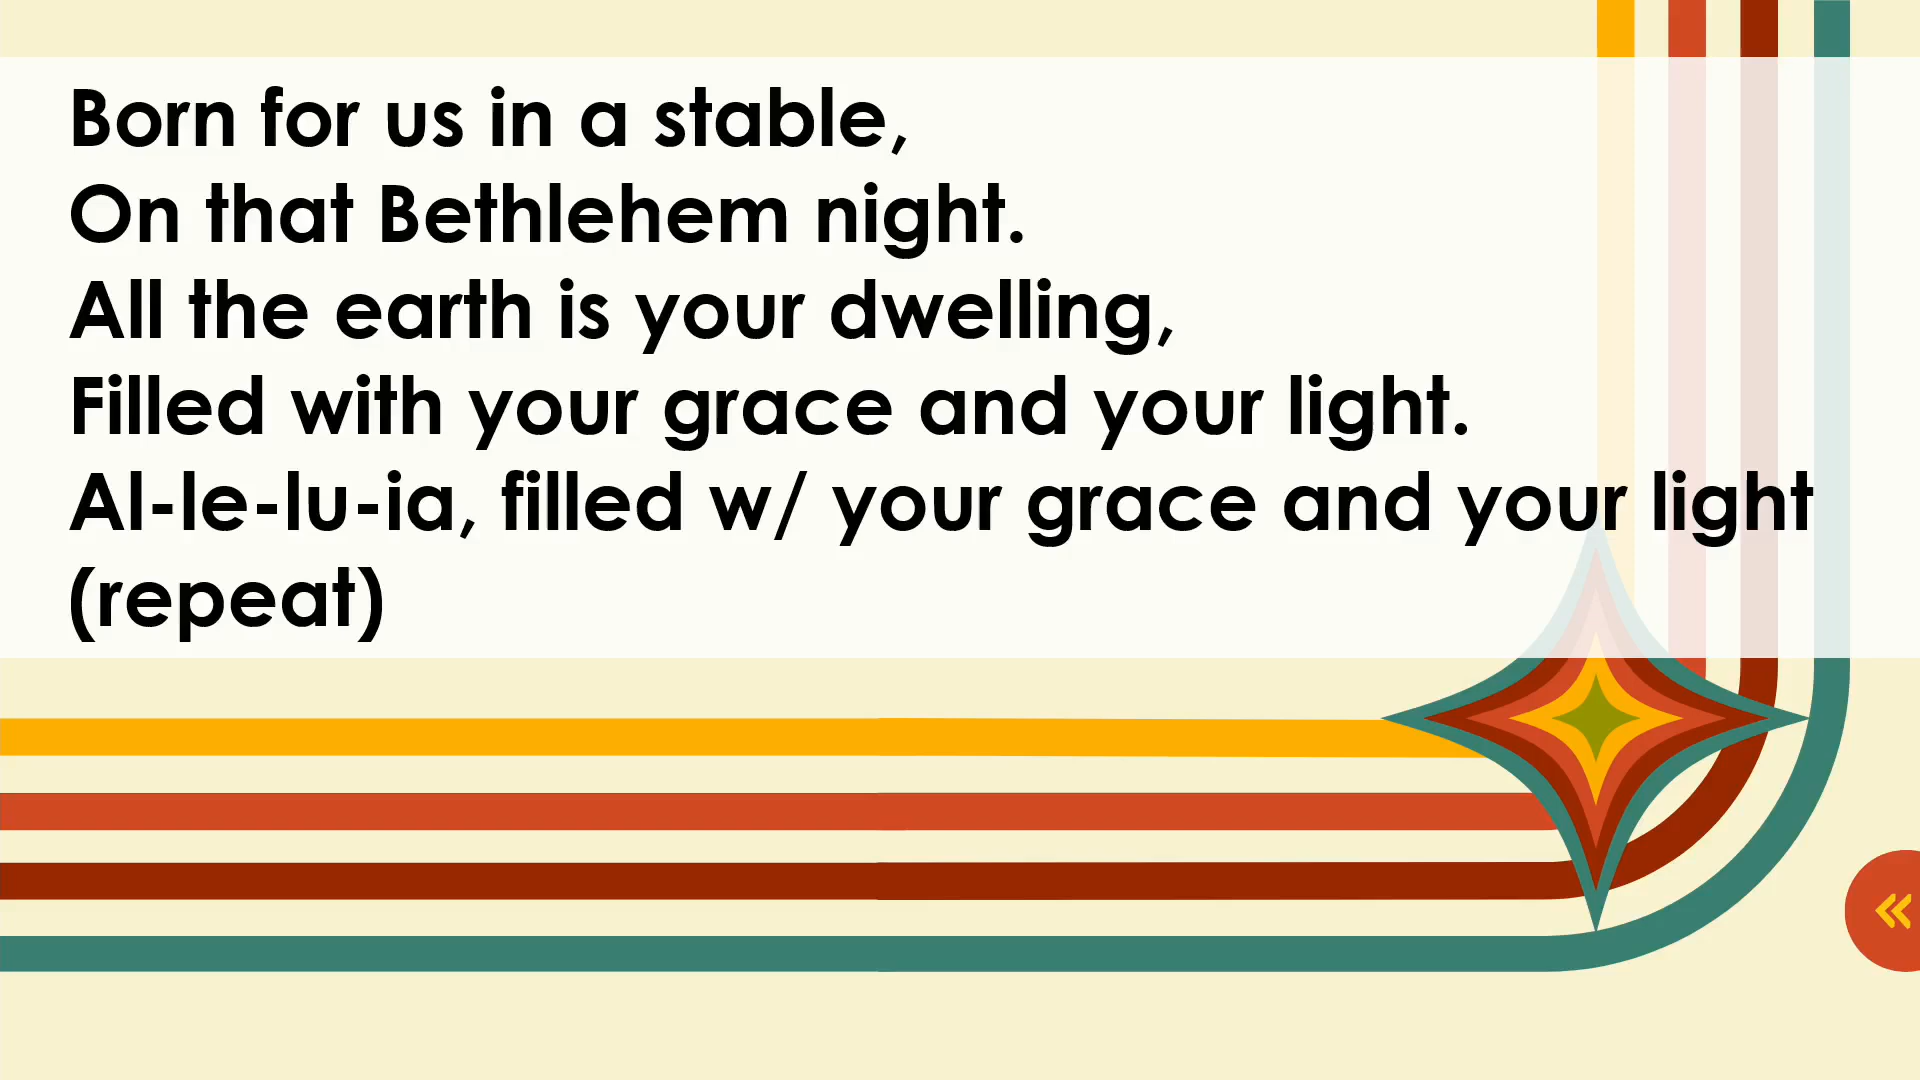 Born for us in a stable,
On that Bethlehem night.
All the earth is your dwelling,
Filled with your grace and your light.
Al-le-lu-ia, filled w/ your grace and your light
(repeat)